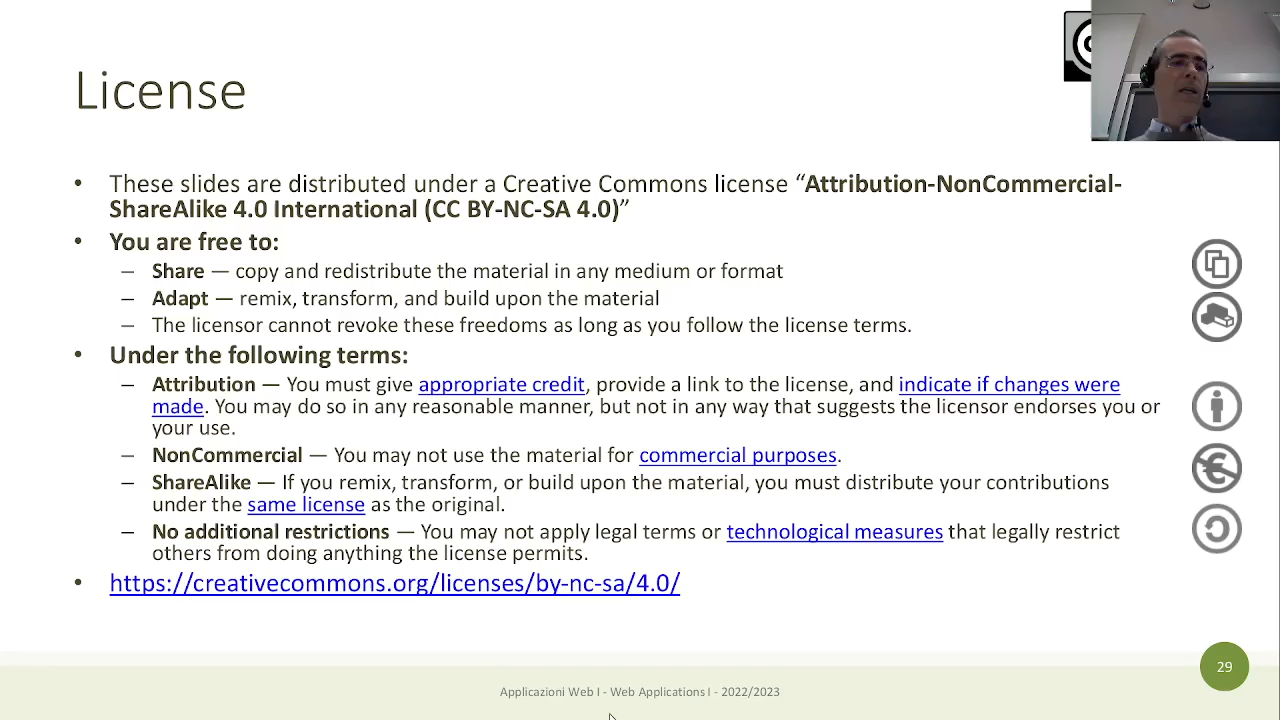 License
• These slides are distributed under a Creative Commons license “Attribution-NonCommercial-
ShareAlike 4.0 International (CC BY-NC-SA 4.0)”
• You are free to:
– Share — copy and redistribute the material in any medium or format
– Adapt — remix, transform, and build upon the material
– The licensor cannot revoke these freedoms as long as you follow the license terms.
• Under the following terms:
– Attribution — You must give appropriate credit, provide a link to the license, and indicate if changes were
made. You may do so in any reasonable manner, but not in any way that suggests the licensor endorses you or
your use.
– NonCommercial — You may not use the material for commercial purposes.
– ShareAlike — If you remix, transform, or build upon the material, you must distribute your contributions
under the same license as the original.
– No additional restrictions — You may not apply legal terms or technological measures that legally restrict
others from doing anything the license permits.
• https://creativecommons.org/licenses/by-nc-sa/4.0/
29
Applicazioni Web I - Web Applications I - 2022/2023